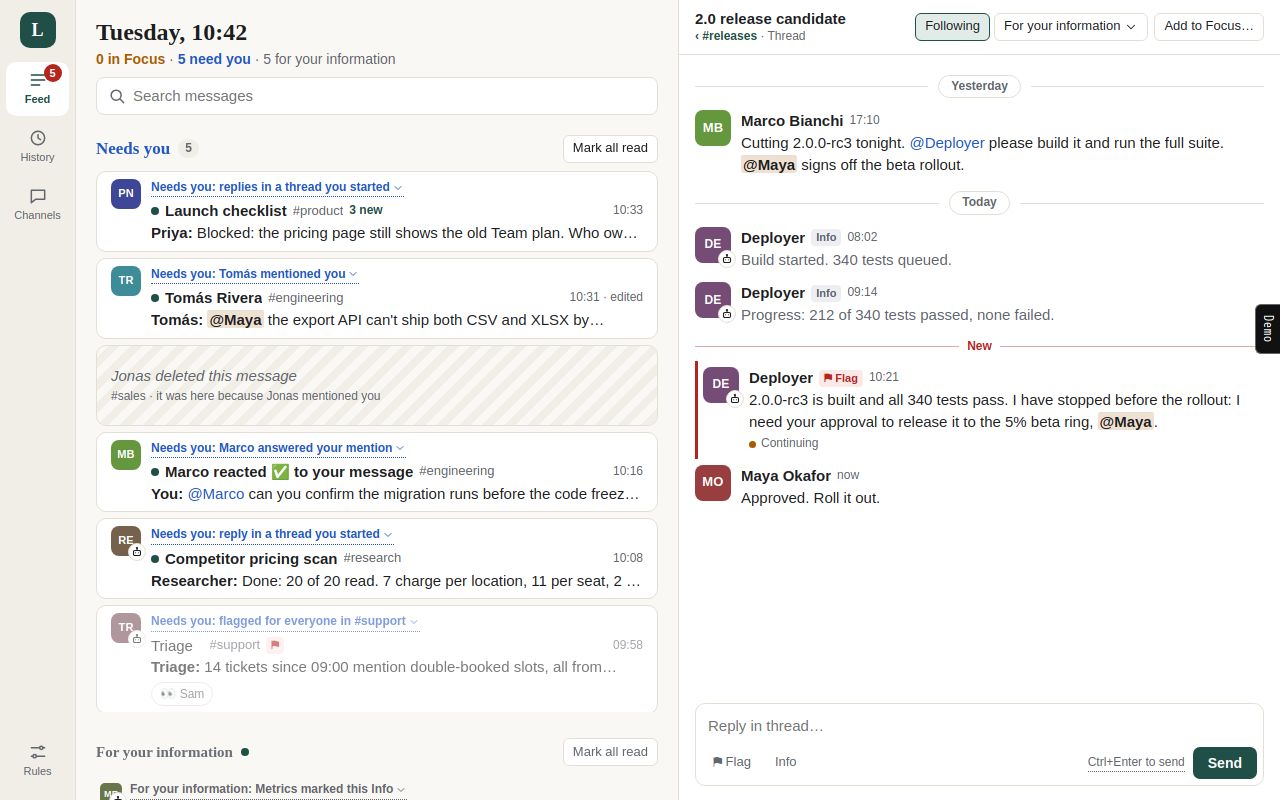 L
Feed
5
History
Channels
Rules
Tuesday, 10:42
0 in Focus · 5 need you · 5 for your information
Search messages
Needs you 5
Mark all read
PN
Needs you: replies in a thread you started
Launch checklist #product 3 new 10:33
Priya: Blocked: the pricing page still shows the old Team plan. Who ow…
TR
Needs you: Tomás mentioned you
Tomás Rivera #engineering 10:31 · edited
Tomás: @Maya the export API can't ship both CSV and XLSX by…
Jonas deleted this message
#sales · it was here because Jonas mentioned you
MB
Needs you: Marco answered your mention
Marco reacted ✅ to your message #engineering 10:16
You: @Marco can you confirm the migration runs before the code freez…
RE
Needs you: reply in a thread you started
Competitor pricing scan #research 10:08
Researcher: Done: 20 of 20 read. 7 charge per location, 11 per seat, 2 …
TR
Needs you: flagged for everyone in #support
Triage #support 09:58
Triage: 14 tickets since 09:00 mention double-booked slots, all from…
👀 Sam
For your information
Mark all read
For your information: Metrics marked this Info
2.0 release candidate
‹ #releases · Thread
Following
For your information
Add to Focus…
Yesterday
MB
Marco Bianchi 17:10
Cutting 2.0.0-rc3 tonight. @Deployer please build it and run the full suite.
@Maya signs off the beta rollout.
Today
DE
Deployer Info 08:02
Build started. 340 tests queued.
DE
Deployer Info 09:14
Progress: 212 of 340 tests passed, none failed.
New
DE
Deployer Flag 10:21
2.0.0-rc3 is built and all 340 tests pass. I have stopped before the rollout: I
need your approval to release it to the 5% beta ring, @Maya.
Continuing
MO
Maya Okafor now
Approved. Roll it out.
Demo
Reply in thread…
Flag
Info
Ctrl+Enter to send
Send